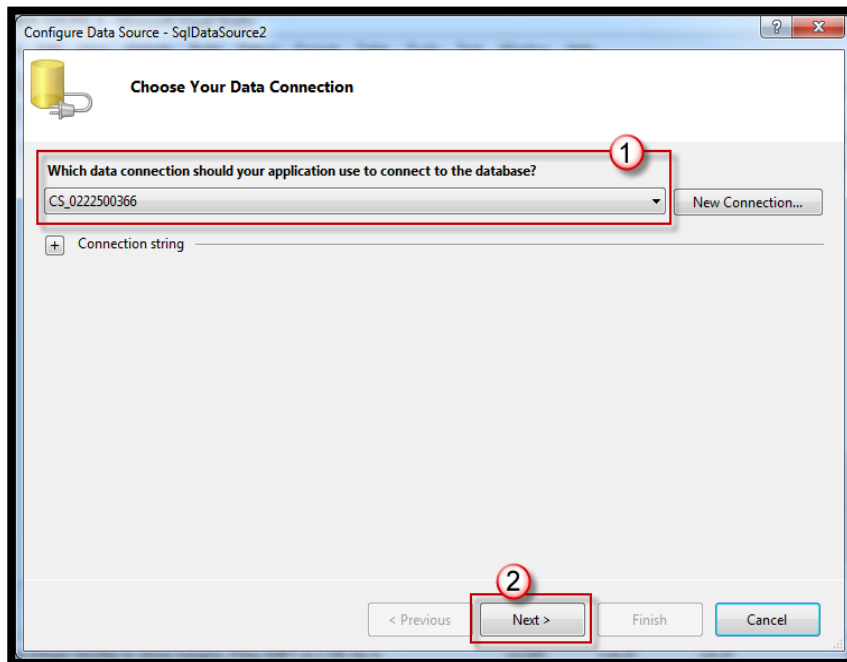 Configure Data Source - SqlDataSource2
Choose Your Data Connection
1
Which data connection should your application use to connect to the database?
CS_0222500366
New Connection...
+ Connection string
2
< Previous
Next >
Finish
Cancel